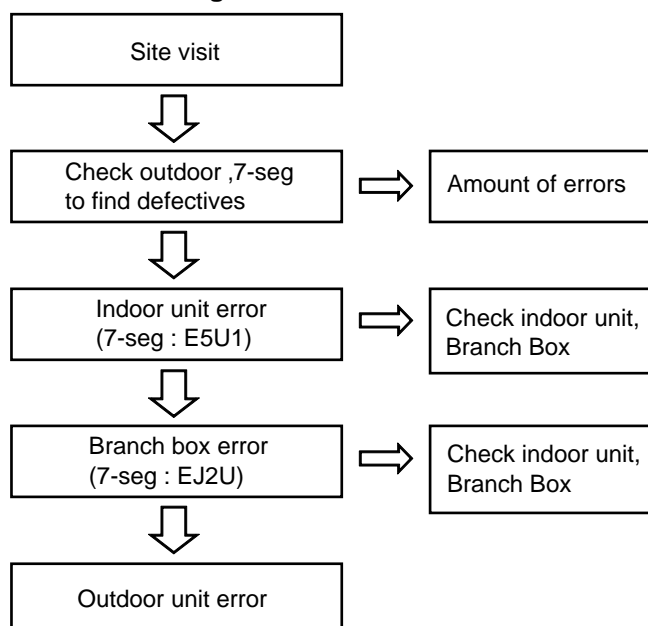 Site visit
Check outdoor ,7-seg
to find defectives
Amount of errors
Indoor unit error
(7-seg : E5U1)
Check indoor unit,
Branch Box
Branch box error
(7-seg : EJ2U)
Check indoor unit,
Branch Box
Outdoor unit error